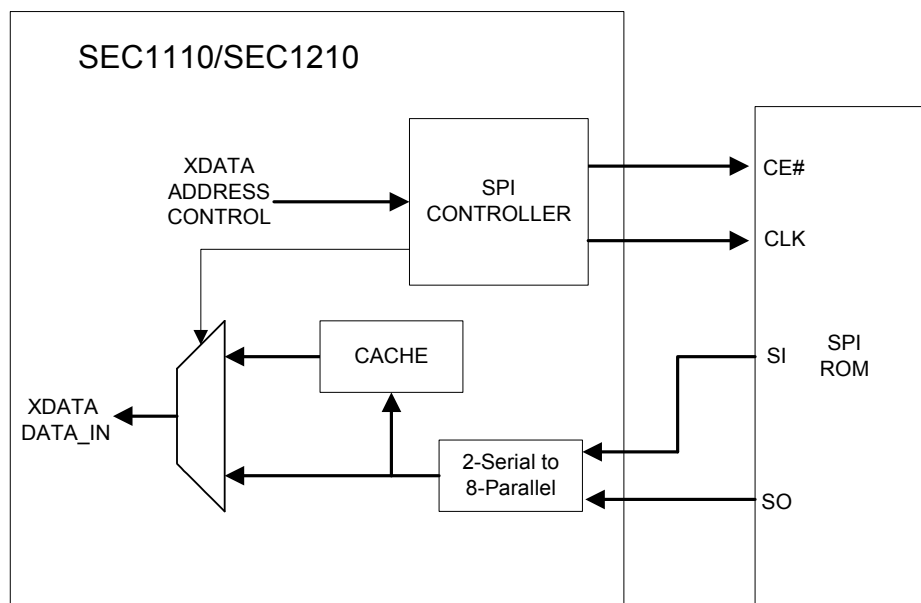 SEC1110/SEC1210
XDATA
ADDRESS
CONTROL
SPI
CONTROLLER
CE#
CLK
CACHE
SI
SPI
ROM
XDATA
DATA_IN
2-Serial to
8-Parallel
SO